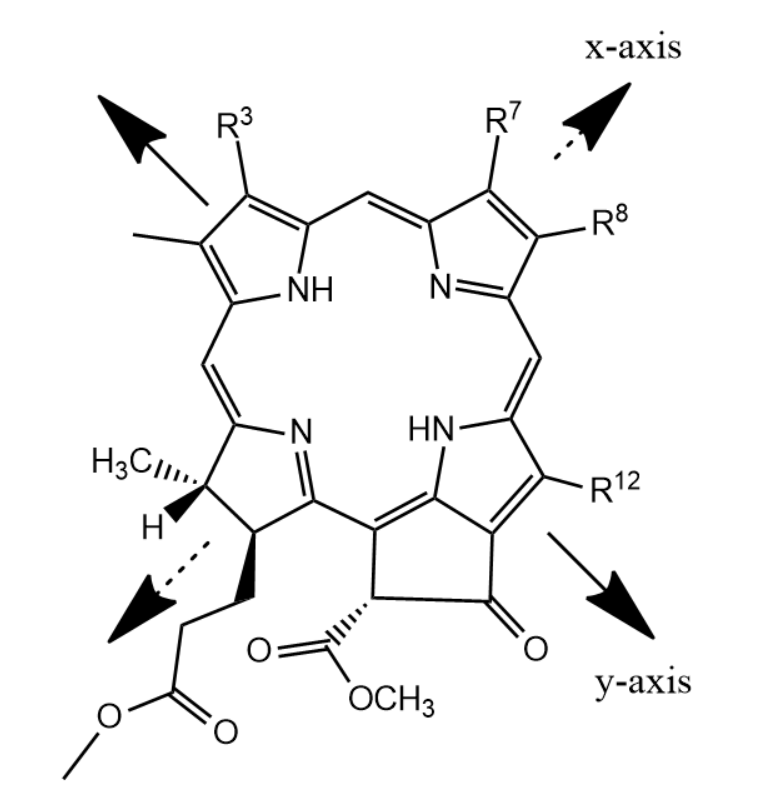 x-axis
R³
R⁷
R⁸
NH
N
N
HN
H₃C
R¹²
H
O
O
OCH₃
y-axis
O
O